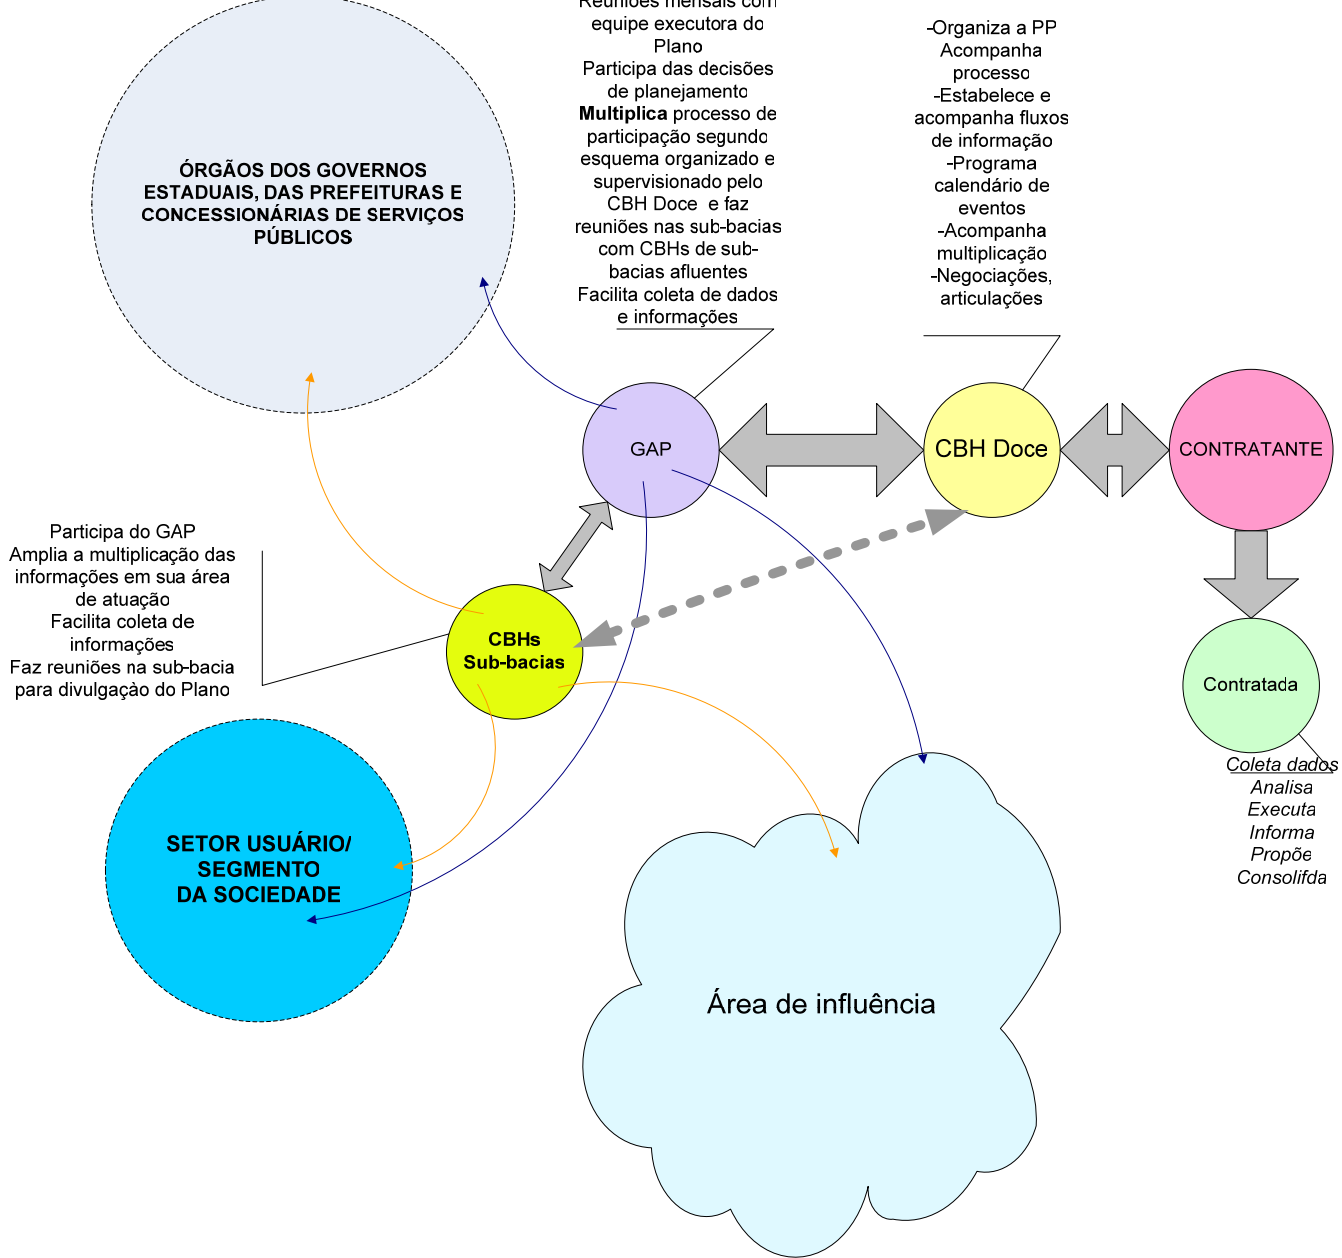 Reuniões mensais com
equipe executora do
Plano
Participa das decisões
de planejamento
Multiplica processo de
participação segundo
esquema organizado e
supervisionado pelo
CBH Doce e faz
reuniões nas sub-bacias
com CBHs de sub-
bacias afluentes
Facilita coleta de dados
e informações
-Organiza a PP
Acompanha
processo
-Estabelece e
acompanha fluxos
de informação
-Programa
calendário de
eventos
-Acompanha
multiplicação
-Negociações,
articulações
ÓRGÃOS DOS GOVERNOS
ESTADUAIS, DAS PREFEITURAS E
CONCESSIONÁRIAS DE SERVIÇOS
PÚBLICOS
GAP
CBH Doce
CONTRATANTE
Participa do GAP
Amplia a multiplicação das
informações em sua área
de atuação
Facilita coleta de
informações
Faz reuniões na sub-bacia
para divulgaçào do Plano
CBHs
Sub-bacias
Contratada
Coleta dados
Analisa
Executa
Informa
Propõe
Consolifda
SETOR USUÁRIO/
SEGMENTO
DA SOCIEDADE
Área de influência